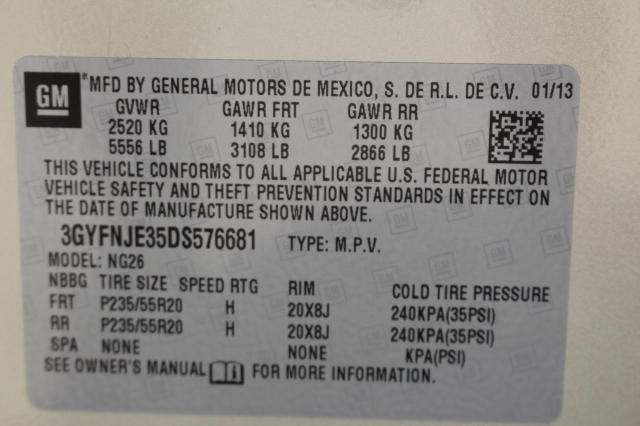 GM *MFD BY GENERAL MOTORS DE MEXICO, S. DE R.L. DE C.V. 01/13
GVWR GAWR FRT GAWR RR
2520 KG 1410 KG 1300 KG
5556 LB 3108 LB 2866 LB
THIS VEHICLE CONFORMS TO ALL APPLICABLE U.S. FEDERAL MOTOR
VEHICLE SAFETY AND THEFT PREVENTION STANDARDS IN EFFECT ON
THE DATE OF MANUFACTURE SHOWN ABOVE.
3GYFNJE35DS576681 TYPE: M.P.V.
MODEL: NG26
NBBG TIRE SIZE SPEED RTG RIM COLD TIRE PRESSURE
FRT P235/55R20 H 20X8J 240KPA(35PSI)
RR P235/55R20 H 20X8J 240KPA(35PSI)
SPA NONE NONE KPA(PSI)
SEE OWNER'S MANUAL FOR MORE INFORMATION.